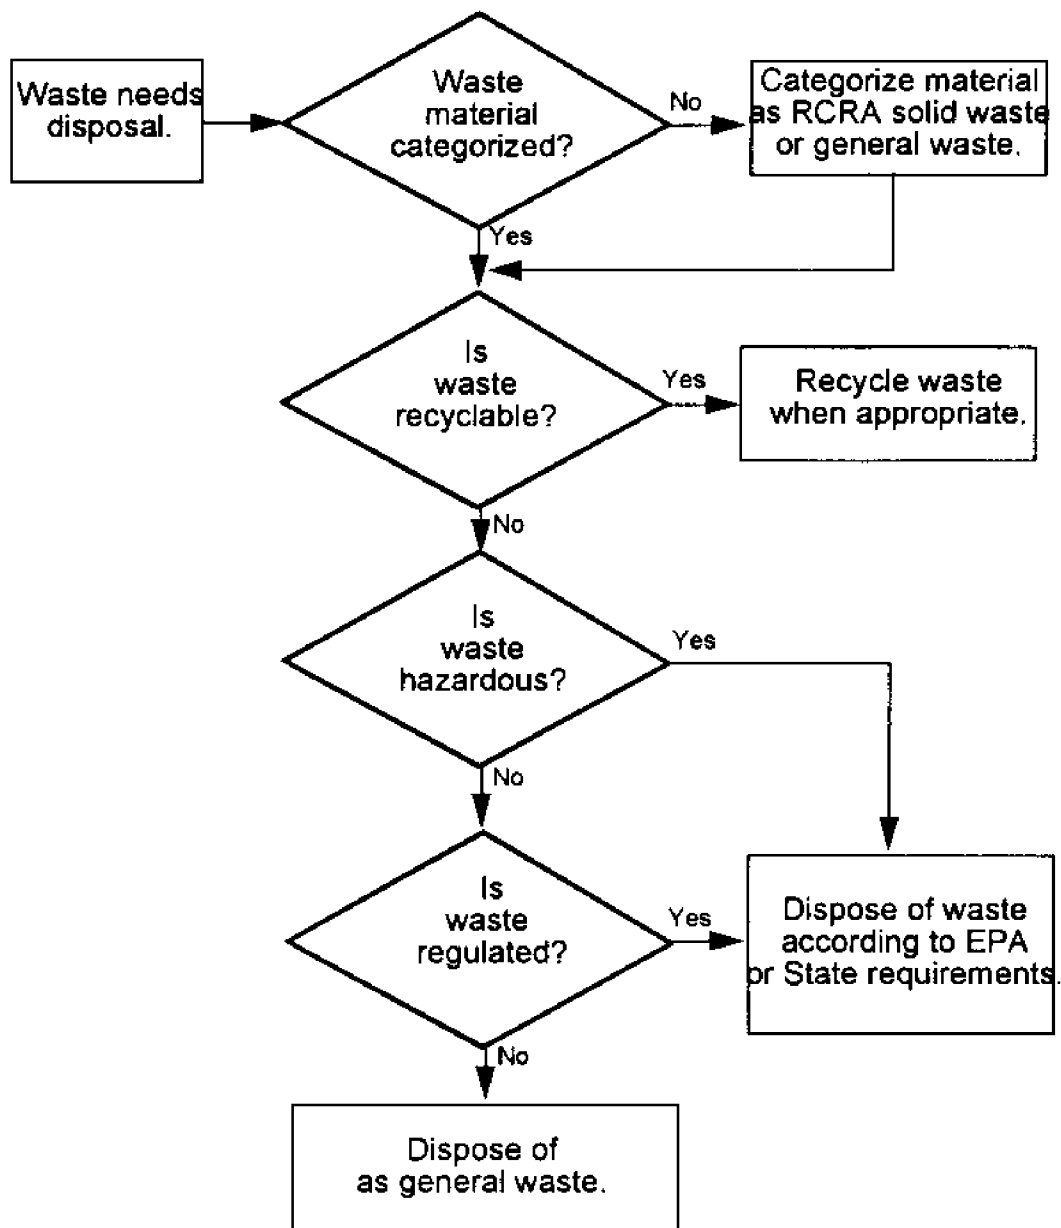 Waste needs
disposal.
Waste
material
categorized?
No
Categorize material
as RCRA solid waste
or general waste.
Yes
Is
waste
recyclable?
Yes
Recycle waste
when appropriate.
No
Is
waste
hazardous?
Yes
No
Is
waste
regulated?
Yes
Dispose of waste
according to EPA
or State requirements.
No
Dispose of
as general waste.